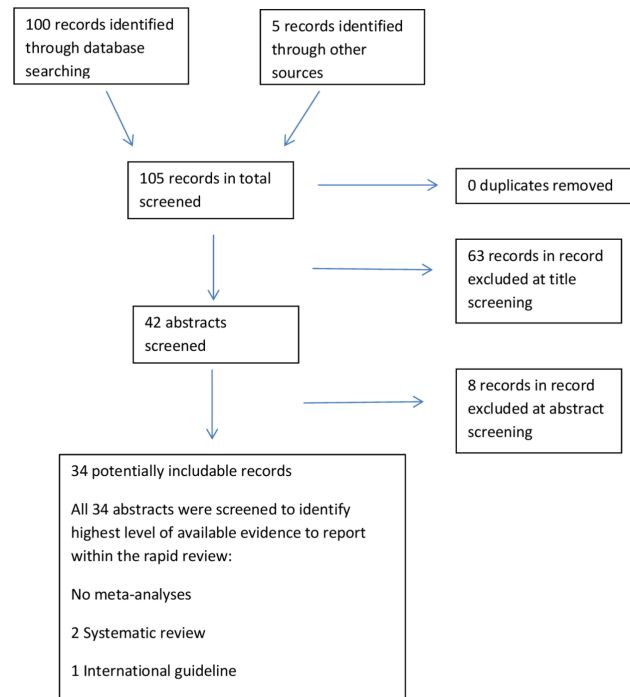 100 records identified
through database
searching
5 records identified
through other
sources
105 records in total
screened
0 duplicates removed
63 records in record
excluded at title
screening
42 abstracts
screened
8 records in record
excluded at abstract
screening
34 potentially includable records
All 34 abstracts were screened to identify
highest level of available evidence to report
within the rapid review:
No meta-analyses
2 Systematic review
1 International guideline